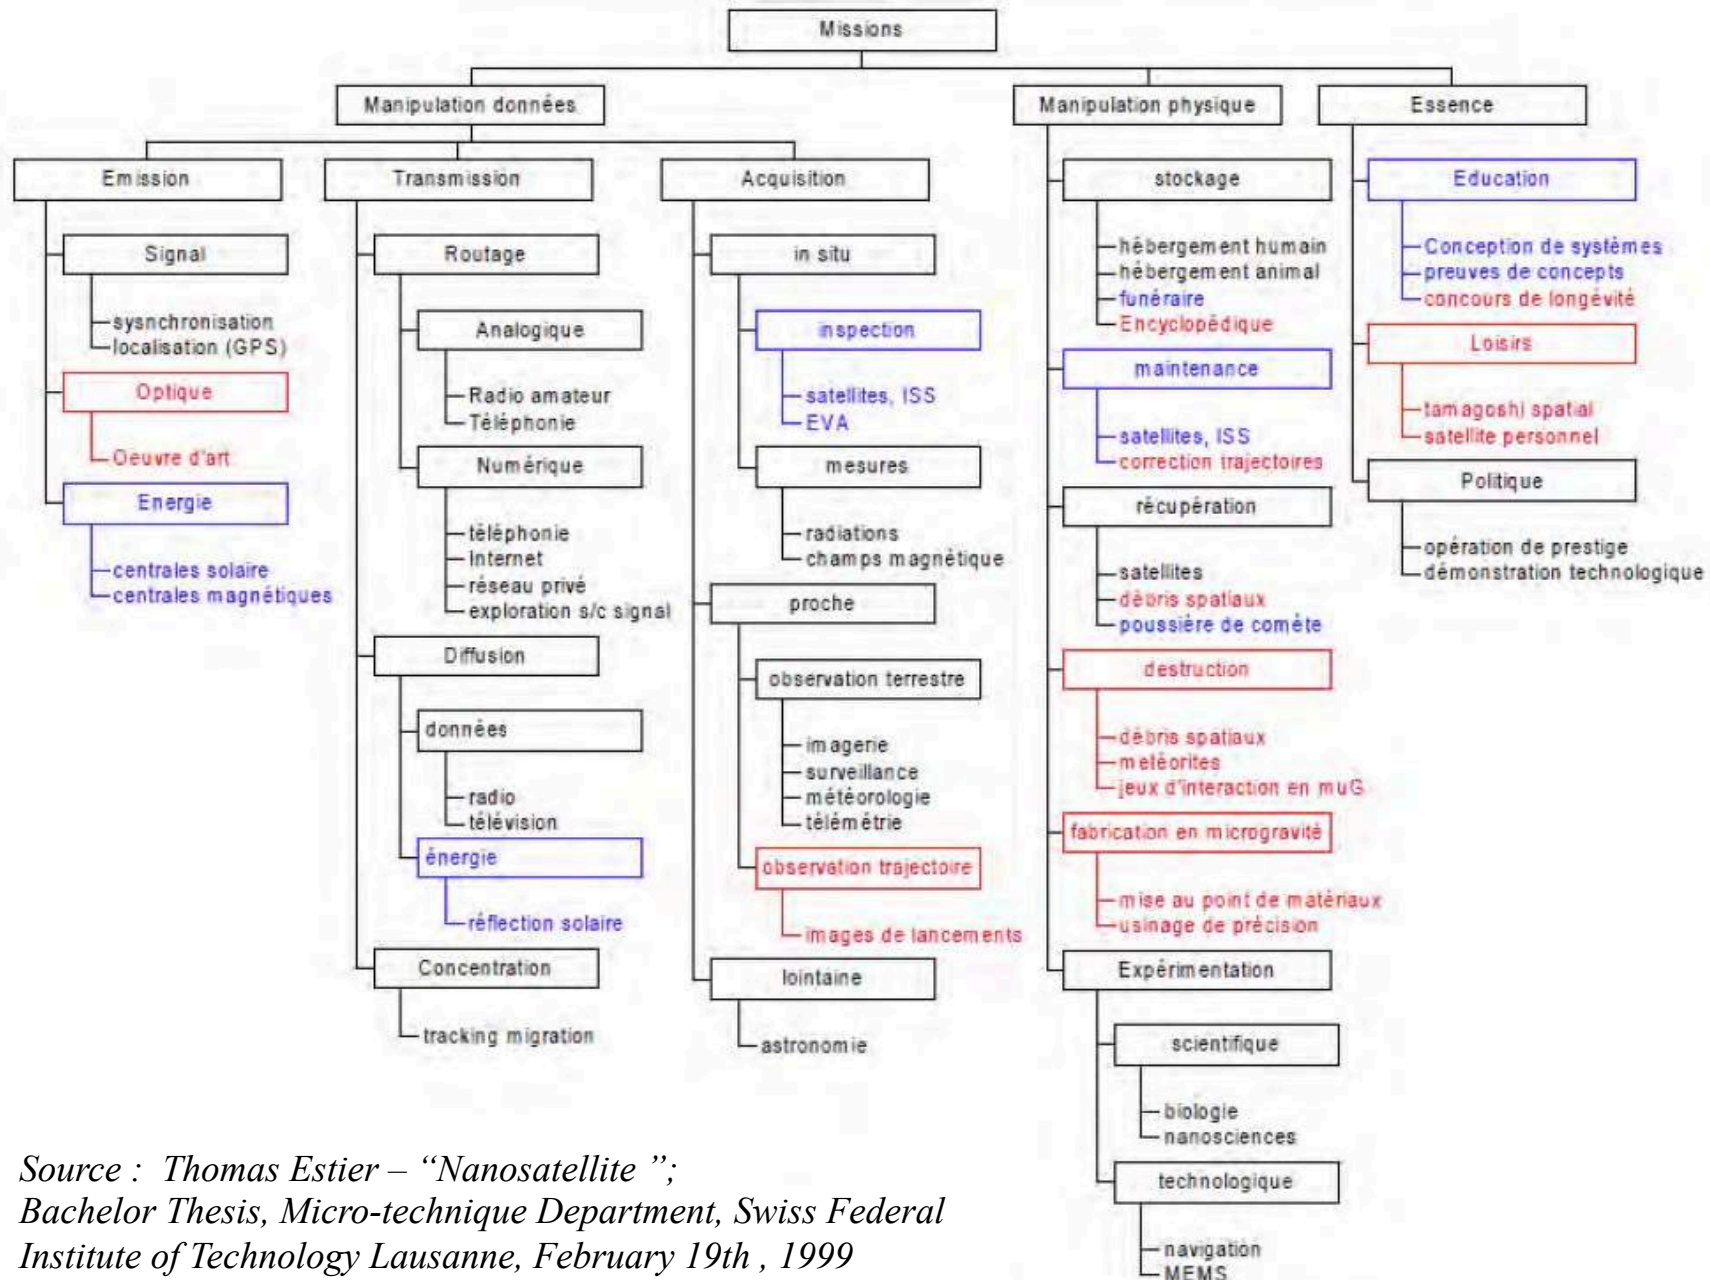 Missions
Manipulation données
Emission
Signal
sysnchronisation
localisation (GPS)
Optique
Oeuvre d'art
Energie
centrales solaire
centrales magnétiques
Transmission
Routage
Analogique
Radio amateur
Téléphonie
Numérique
téléphonie
Internet
réseau privé
exploration s/c signal
Diffusion
données
radio
télévision
énergie
réflection solaire
Concentration
tracking migration
Acquisition
in situ
inspection
satellites, ISS
EVA
mesures
radiations
champs magnétique
proche
observation terrestre
imagerie
surveillance
météorologie
télémétrie
observation trajectoire
images de lancements
lointaine
astronomie
Manipulation physique
stockage
hébergement humain
hébergement animal
funéraire
Encyclopédique
maintenance
satellites, ISS
correction trajectoires
récupération
satellites
débris spatiaux
poussière de comète
destruction
débris spatiaux
metéorites
jeux d'interaction en muG
fabrication en microgravité
mise au point de matériaux
usinage de précision
Expérimentation
scientifique
biologie
nanosciences
technologique
navigation
MEMS
Essence
Education
Conception de systèmes
preuves de concepts
concours de longévité
Loisirs
tamagoshi spatial
satellite personnel
Politique
opération de prestige
démonstration technologique
Source : Thomas Estier – “Nanosatellite ”;
Bachelor Thesis, Micro-technique Department, Swiss Federal
Institute of Technology Lausanne, February 19th , 1999